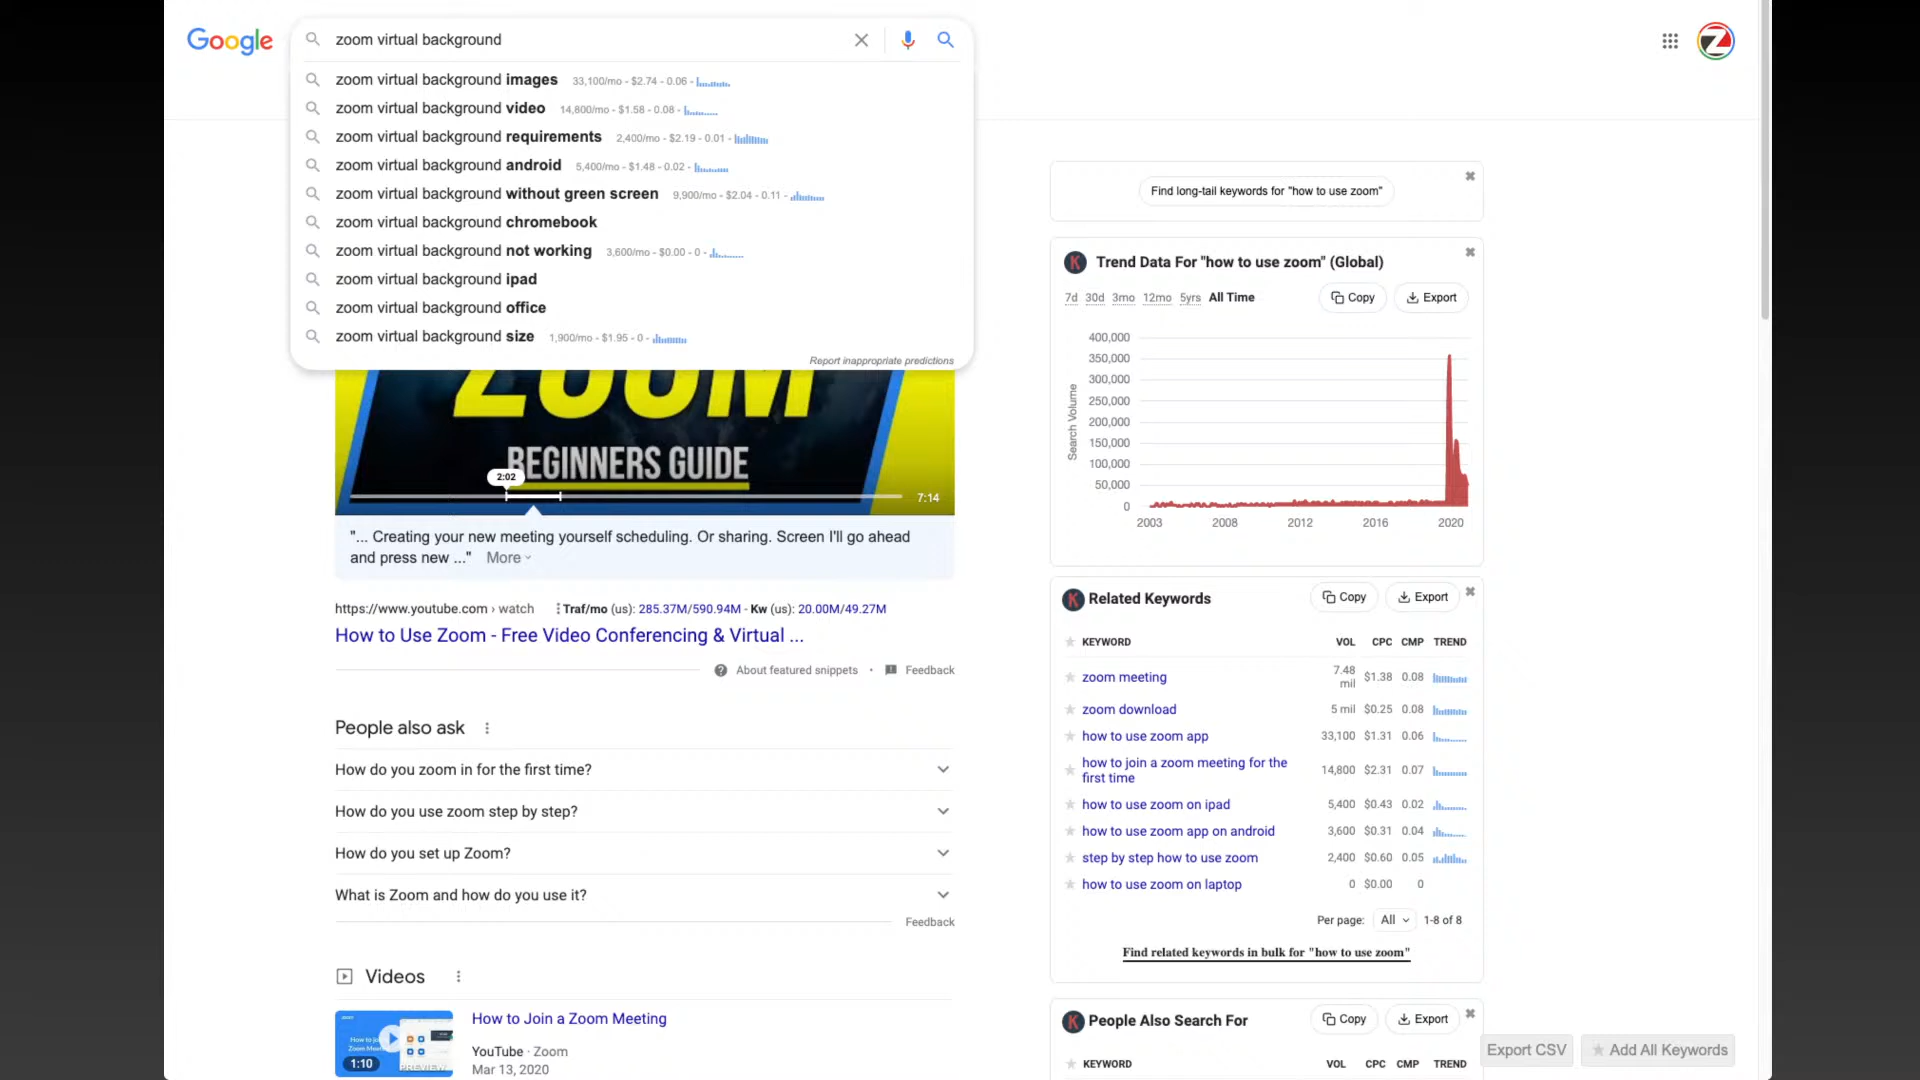 Google
zoom virtual background
zoom virtual background images 33,100/mo - $2.74 - 0.06 -
zoom virtual background video 14,800/mo - $1.58 - 0.08 -
zoom virtual background requirements 2,400/mo - $2.19 - 0.01 -
zoom virtual background android 5,400/mo - $1.48 - 0.02 -
zoom virtual background without green screen 9,900/mo - $2.04 - 0.11 -
zoom virtual background chromebook
zoom virtual background not working 3,600/mo - $0.00 - 0 -
zoom virtual background ipad
zoom virtual background office
zoom virtual background size 1,900/mo - $1.95 - 0 -
Report inappropriate predictions
ZOOM
BEGINNERS GUIDE
2:02
7:14
"... Creating your new meeting yourself scheduling. Or sharing. Screen I'll go ahead
and press new ..." More
https://www.youtube.com › watch Traf/mo (us): 285.37M/590.94M - Kw (us): 20.00M/49.27M
How to Use Zoom - Free Video Conferencing & Virtual ...
About featured snippets • Feedback
People also ask
How do you zoom in for the first time?
How do you use zoom step by step?
How do you set up Zoom?
What is Zoom and how do you use it?
Feedback
Videos
1:10
PREVIEW
How to Join a Zoom Meeting
YouTube · Zoom
Mar 13, 2020
Find long-tail keywords for "how to use zoom"
K Trend Data For "how to use zoom" (Global)
7d 30d 3mo 12mo 5yrs All Time Copy Export
Search Volume
400,000
350,000
300,000
250,000
200,000
150,000
100,000
50,000
0
2003 2008 2012 2016 2020
K Related Keywords Copy Export
KEYWORD VOL CPC CMP TREND
zoom meeting 7.48 mil $1.38 0.08
zoom download 5 mil $0.25 0.08
how to use zoom app 33,100 $1.31 0.06
how to join a zoom meeting for the
first time 14,800 $2.31 0.07
how to use zoom on ipad 5,400 $0.43 0.02
how to use zoom app on android 3,600 $0.31 0.04
step by step how to use zoom 2,400 $0.60 0.05
how to use zoom on laptop 0 $0.00 0
Per page: All 1-8 of 8
Find related keywords in bulk for "how to use zoom"
K People Also Search For Copy Export
KEYWORD VOL CPC CMP TREND
Export CSV Add All Keywords